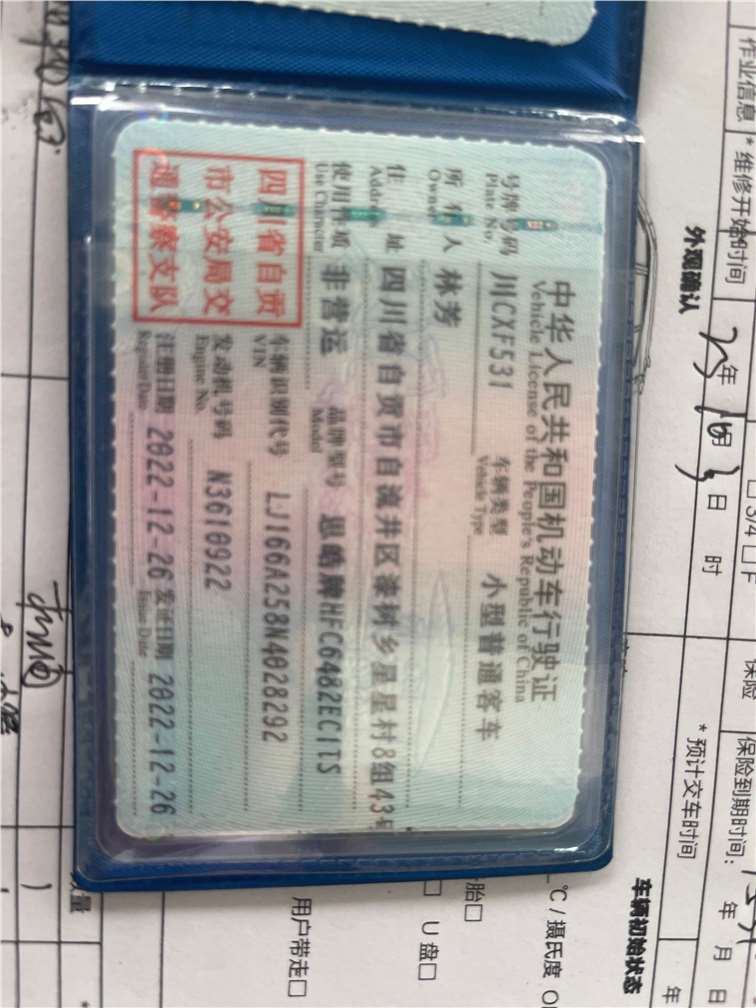 中华人民共和国机动车行驶证
Vehicle License of the People's Republic of China
号牌号码 川CXF531 车辆类型 小型普通客车
Plate No. Vehicle Type
所有人 林芳
Owner
住址 四川省自贡市自流井区漆树乡星星村8组43号
Address
使用性质 非营运 品牌型号 思皓牌HFC6482EC1TS
Use Character Model
四川省自贡
市公安局交
通警察支队
车辆识别代号 LJ166A258N4028292
VIN
发动机号码 N3610922
Engine No.
注册日期 2022-12-26 发证日期 2022-12-26
Register Date Issue Date
作业信息
*维修开始时间
外观确认
年 月 日 时
保险
保险到期时间: 年 月 日
*预计交车时间
车辆初始状态
年
℃/摄氏度
胎□
U盘□
用户带走□